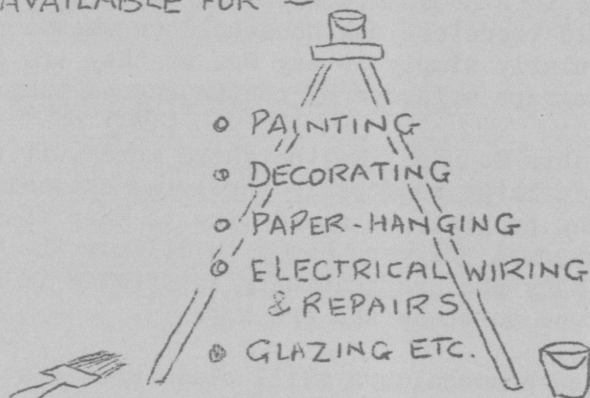 AVAILABLE FOR ~
• PAINTING
• DECORATING
• PAPER-HANGING
• ELECTRICAL WIRING
& REPAIRS
• GLAZING ETC.